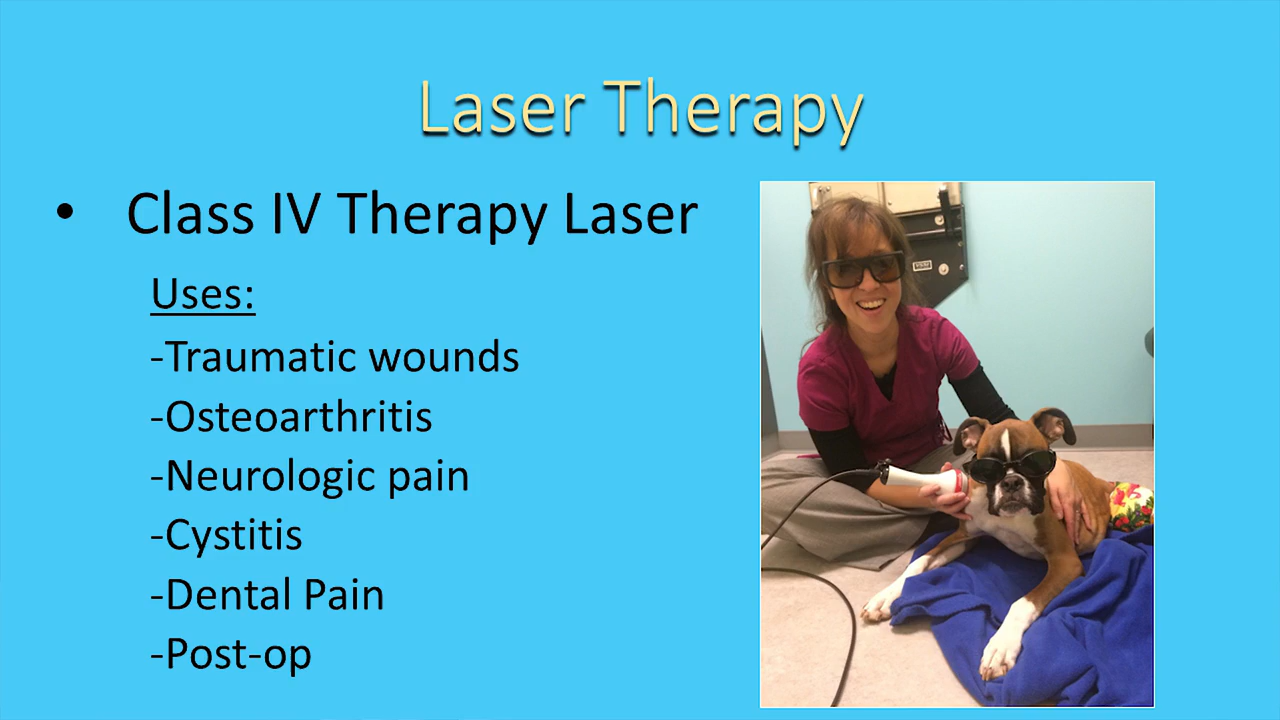 Laser Therapy
• Class IV Therapy Laser
Uses:
-Traumatic wounds
-Osteoarthritis
-Neurologic pain
-Cystitis
-Dental Pain
-Post-op